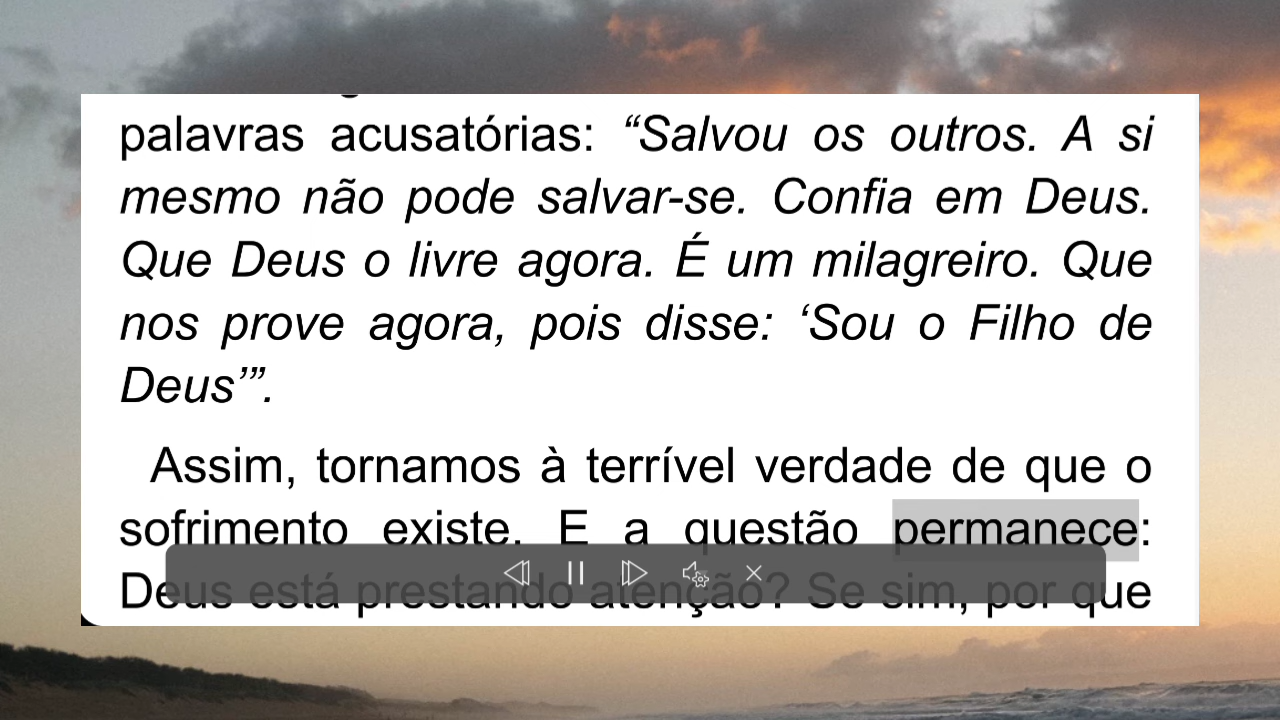 palavras acusatórias: “Salvou os outros. A si
mesmo não pode salvar-se. Confia em Deus.
Que Deus o livre agora. É um milagreiro. Que
nos prove agora, pois disse: ‘Sou o Filho de
Deus’”.
Assim, tornamos à terrível verdade de que o
sofrimento existe. E a questão permanece:
Deus está prestando atenção? Se sim, por que